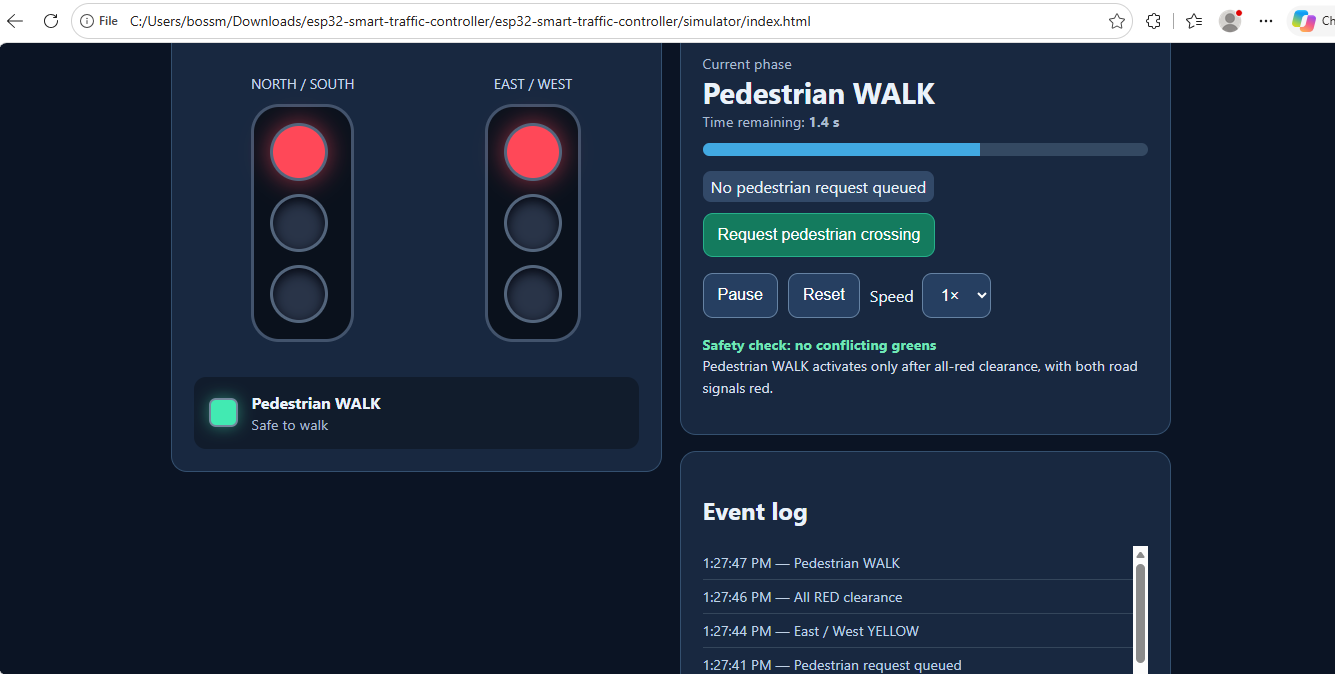 File
C:/Users/bossm/Downloads/esp32-smart-traffic-controller/esp32-smart-traffic-controller/simulator/index.html
NORTH / SOUTH
EAST / WEST
Pedestrian WALK
Safe to walk
Current phase
Pedestrian WALK
Time remaining: 1.4 s
No pedestrian request queued
Request pedestrian crossing
Pause
Reset
Speed
1×
Safety check: no conflicting greens
Pedestrian WALK activates only after all-red clearance, with both road
signals red.
Event log
1:27:47 PM — Pedestrian WALK
1:27:46 PM — All RED clearance
1:27:44 PM — East / West YELLOW
1:27:41 PM — Pedestrian request queued